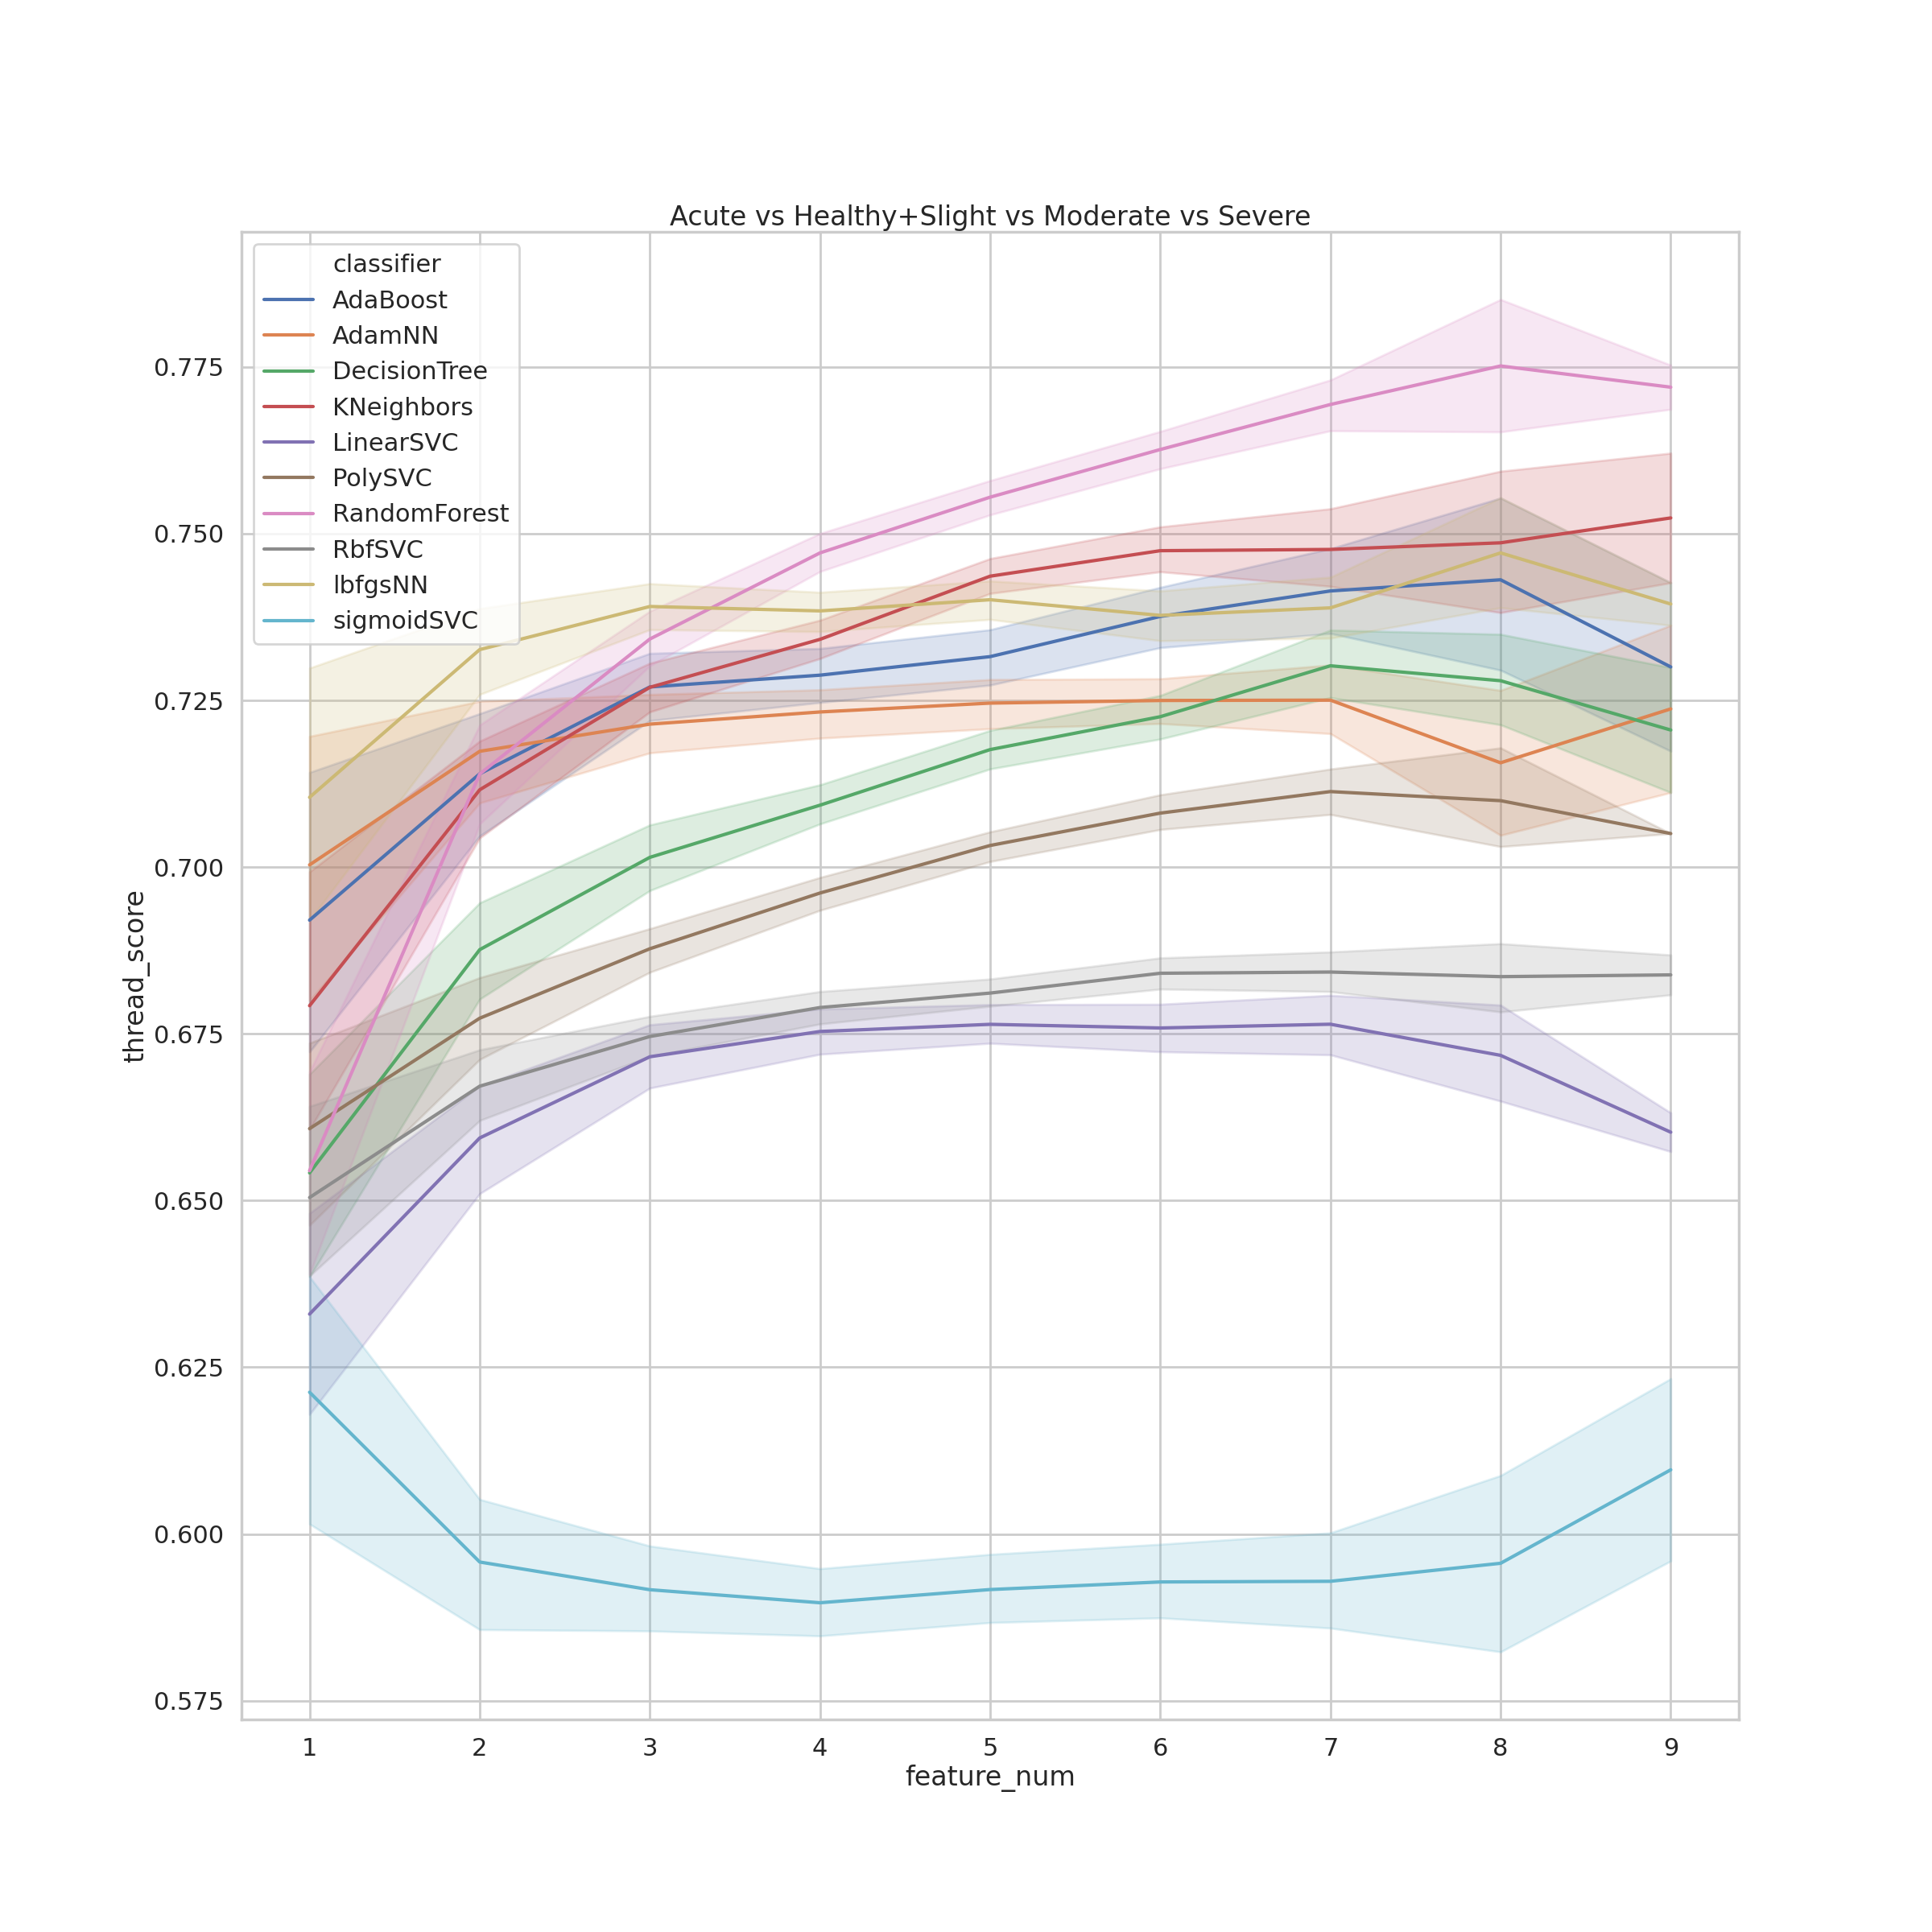 Acute vs Healthy+Slight vs Moderate vs Severe
classifier
AdaBoost
AdamNN
DecisionTree
KNeighbors
LinearSVC
PolySVC
RandomForest
RbfSVC
lbfgsNN
sigmoidSVC
thread_score
0.775
0.750
0.725
0.700
0.675
0.650
0.625
0.600
0.575
1 2 3 4 5 6 7 8 9
feature_num